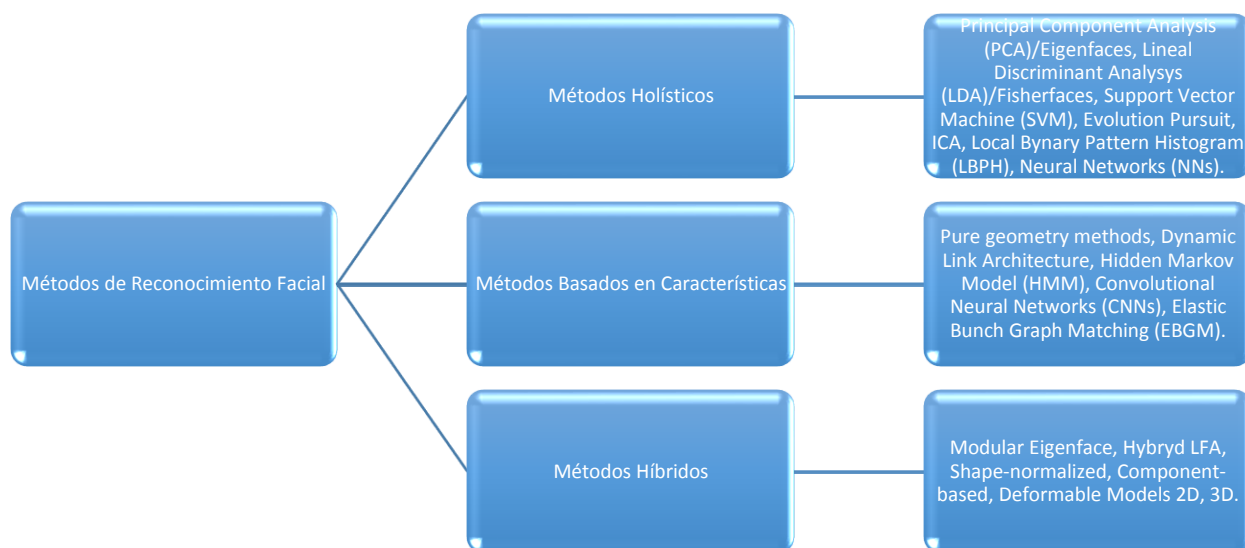 Métodos de Reconocimiento Facial
Métodos Holísticos
Principal Component Analysis
(PCA)/Eigenfaces, Lineal
Discriminant Analysys
(LDA)/Fisherfaces, Support Vector
Machine (SVM), Evolution Pursuit,
ICA, Local Bynary Pattern Histogram
(LBPH), Neural Networks (NNs).
Métodos Basados en Características
Pure geometry methods, Dynamic
Link Architecture, Hidden Markov
Model (HMM), Convolutional
Neural Networks (CNNs), Elastic
Bunch Graph Matching (EBGM).
Métodos Híbridos
Modular Eigenface, Hybryd LFA,
Shape-normalized, Component-
based, Deformable Models 2D, 3D.